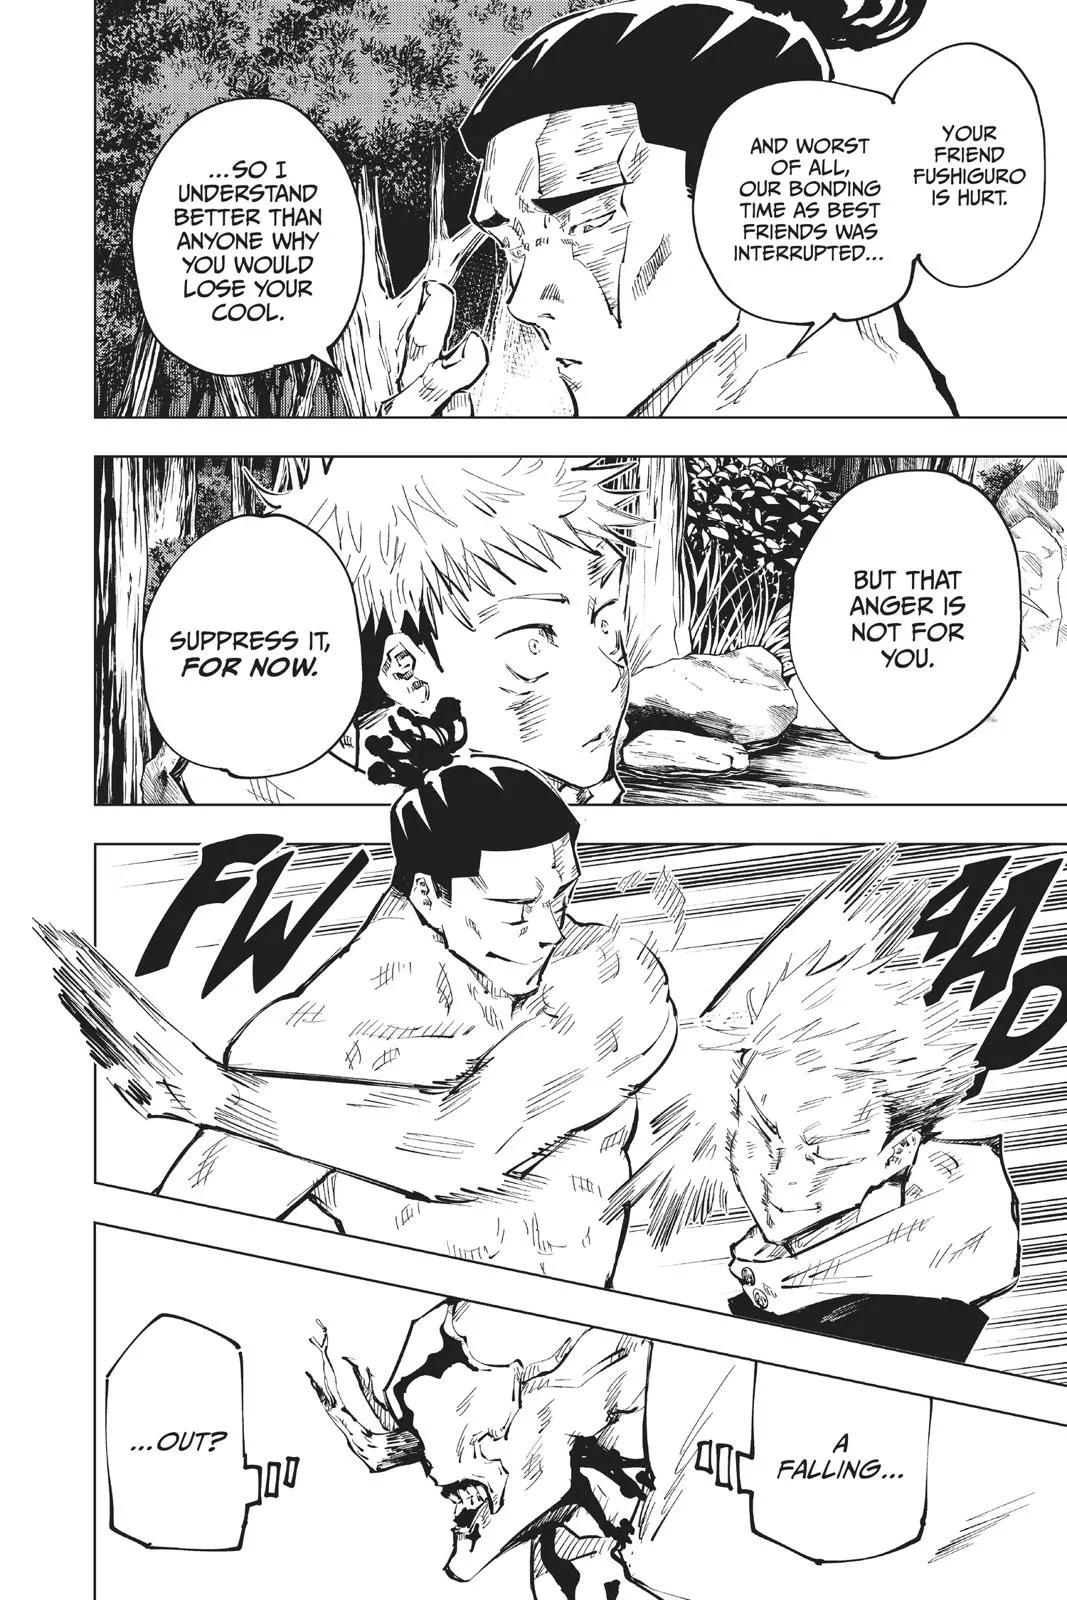 YOUR
FRIEND
FUSHIGURO
IS HURT.
AND WORST
OF ALL,
OUR BONDING
TIME AS BEST
FRIENDS WAS
INTERRUPTED...
...SO I
UNDERSTAND
BETTER THAN
ANYONE WHY
YOU WOULD
LOSE YOUR
COOL.
BUT THAT
ANGER IS
NOT FOR
YOU.
SUPPRESS IT,
FOR NOW.
FW
AAP
A
FALLING...
...OUT?